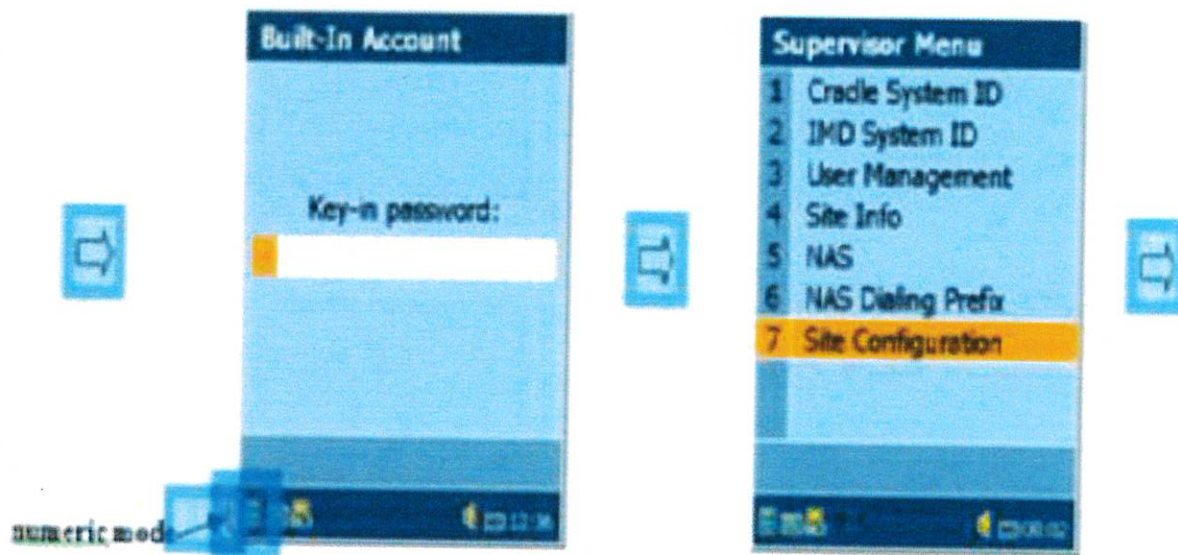 Built-In Account
Key-in password:
numeric mode
Supervisor Menu
1 Cradle System ID
2 IMD System ID
3 User Management
4 Site Info
5 NAS
6 NAS Dialing Prefix
7 Site Configuration